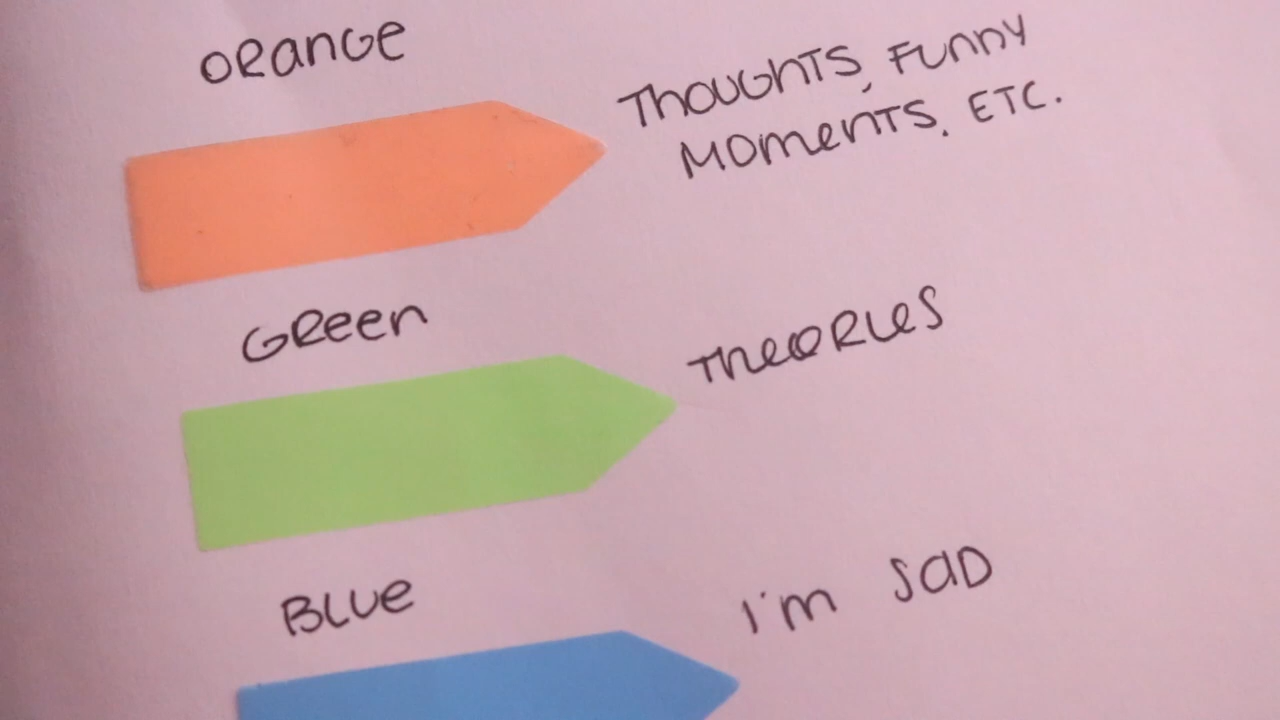 ORANGE
THOUGHTS, FUNNY
MOMENTS, ETC.
GREEN
THEORIES
BLUE
I'm SAD